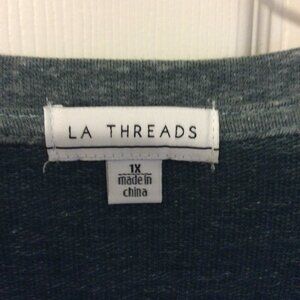 LA THREADS
1X
made in
china